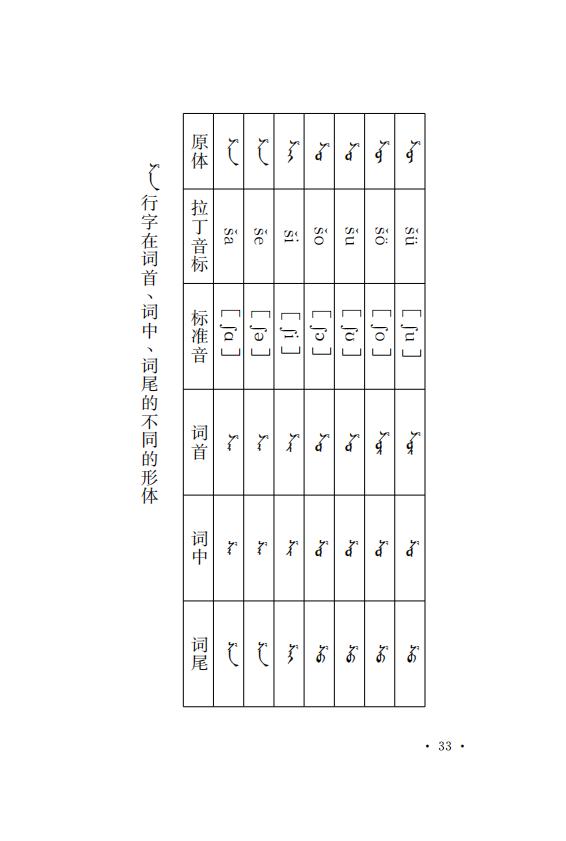 ᠱᠠ 行字在词首、词中、词尾的不同的形体
原体 拉丁音标 标准音 词首 词中 词尾
ᠱᠠ ša [ʃɑ] ᠱᠠ‍ ‍ᠱᠠ‍ ‍ᠱᠠ
ᠱᠡ še [ʃə] ᠱᠡ‍ ‍ᠱᠡ‍ ‍ᠱᠡ
ᠱᠢ ši [ʃi] ᠱᠢ‍ ‍ᠱᠢ‍ ‍ᠱᠢ
ᠱᠣ šo [ʃɔ] ᠱᠣ‍ ‍ᠱᠣ‍ ‍ᠱᠣ
ᠱᠤ šu [ʃʊ] ᠱᠤ‍ ‍ᠱᠤ‍ ‍ᠱᠤ
ᠱᠥ šö [ʃo] ᠱᠥ‍ ‍ᠱᠥ‍ ‍ᠱᠥ
ᠱᠦ šü [ʃu] ᠱᠦ‍ ‍ᠱᠦ‍ ‍ᠱᠦ
· 33 ·